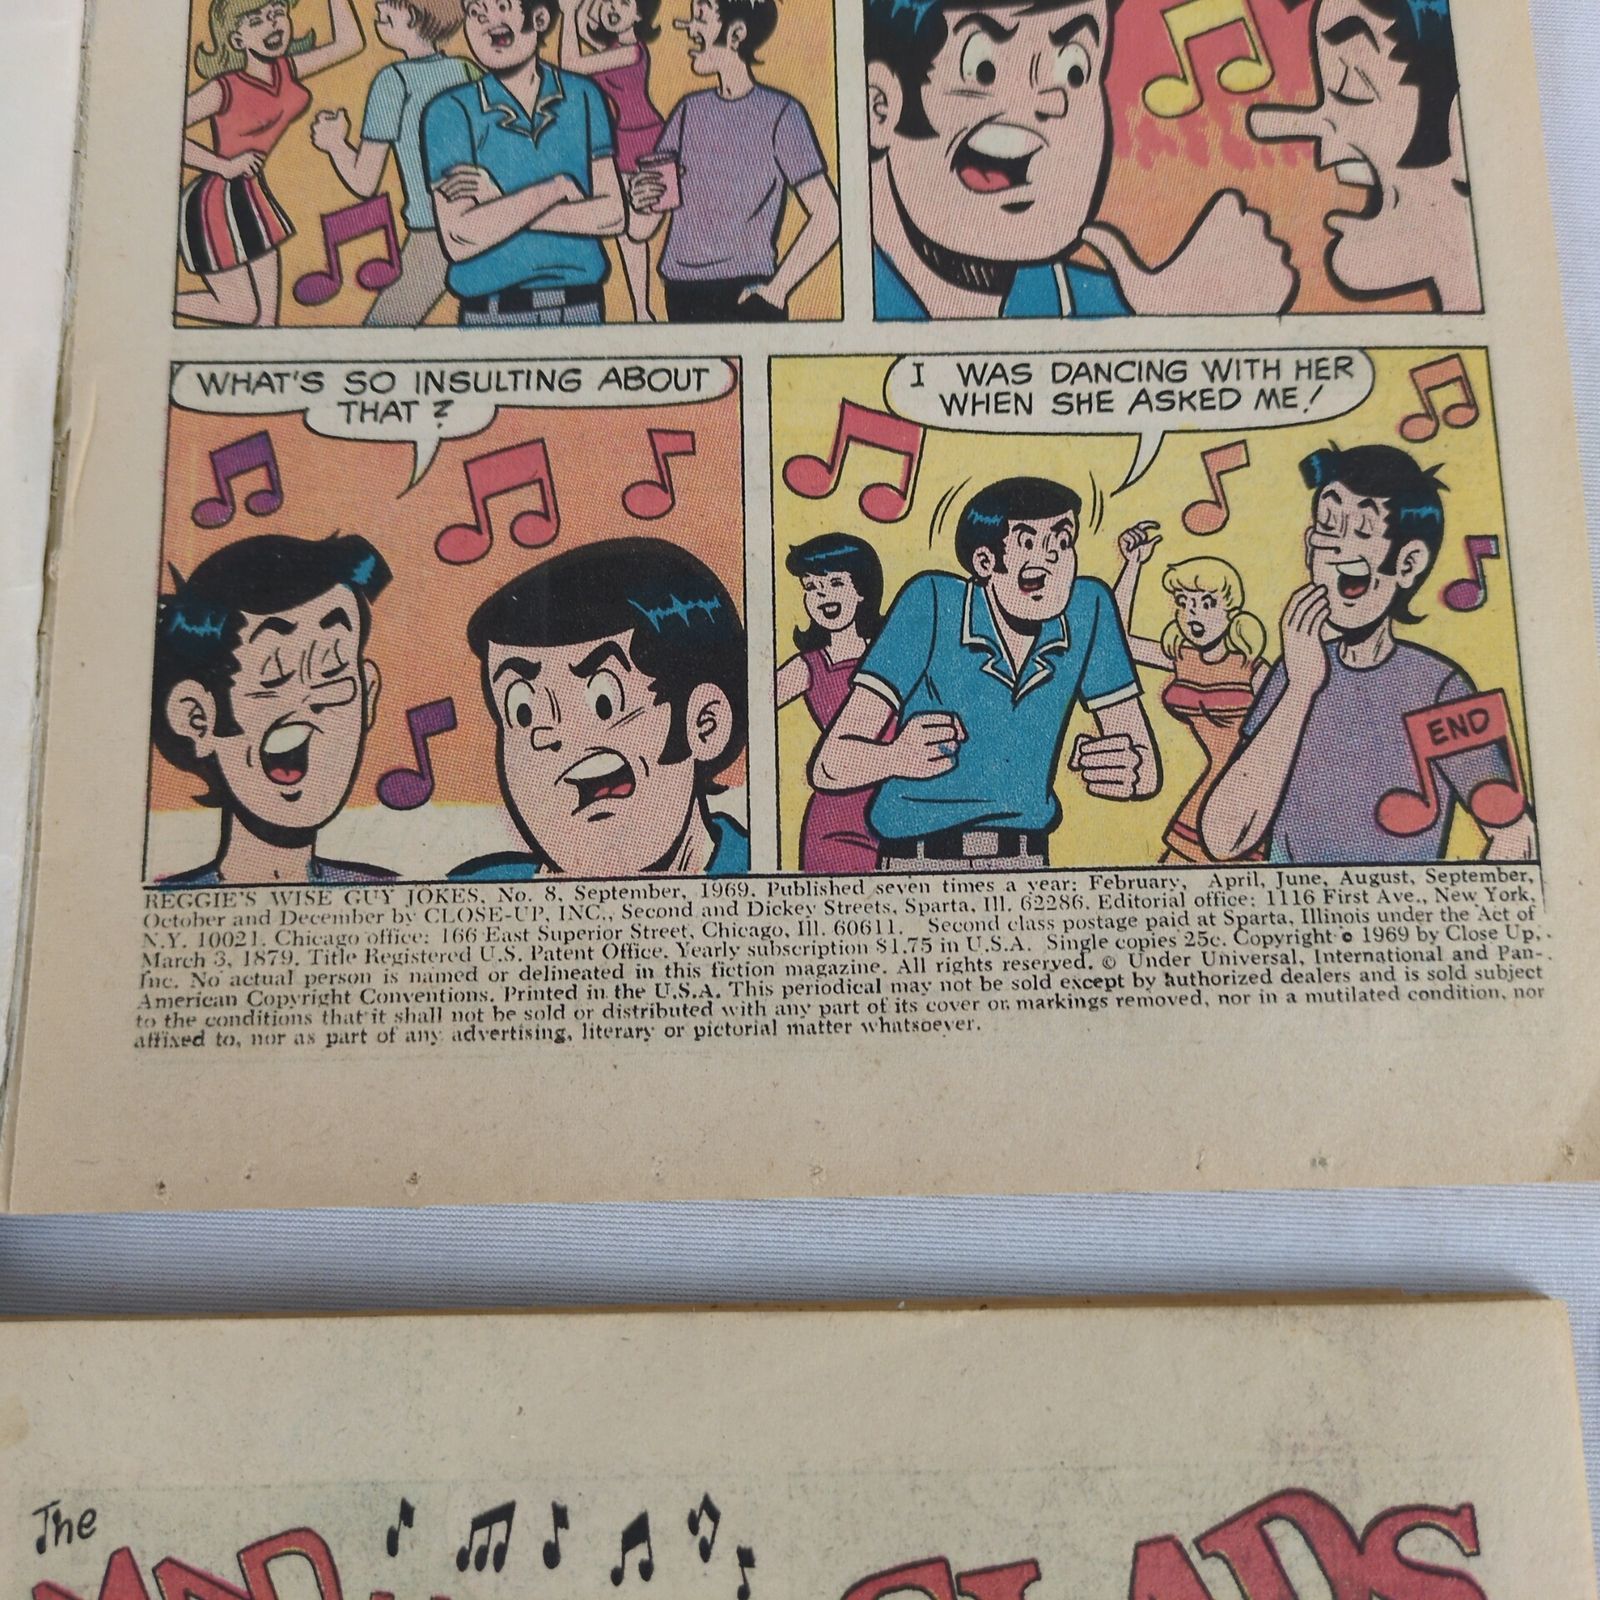 WHAT'S SO INSULTING ABOUT
THAT?
I WAS DANCING WITH HER
WHEN SHE ASKED ME!
END
REGGIE'S WISE GUY JOKES, No. 8, September, 1969. Published seven times a year: February, April, June, August, September,
October and December by CLOSE-UP, INC., Second and Dickey Streets, Sparta, Ill. 62286. Editorial office: 1116 First Ave., New York,
N.Y. 10021. Chicago office: 166 East Superior Street, Chicago, Ill. 60611. Second class postage paid at Sparta, Illinois under the Act of
March 3, 1879. Title Registered U.S. Patent Office. Yearly subscription $1.75 in U.S.A. Single copies 25c. Copyright © 1969 by Close Up,
Inc. No actual person is named or delineated in this fiction magazine. All rights reserved. © Under Universal, International and Pan-
American Copyright Conventions. Printed in the U.S.A. This periodical may not be sold except by authorized dealers and is sold subject
to the conditions that it shall not be sold or distributed with any part of its cover or markings removed, nor in a mutilated condition, nor
affixed to, nor as part of any advertising, literary or pictorial matter whatsoever.
The
GLADS